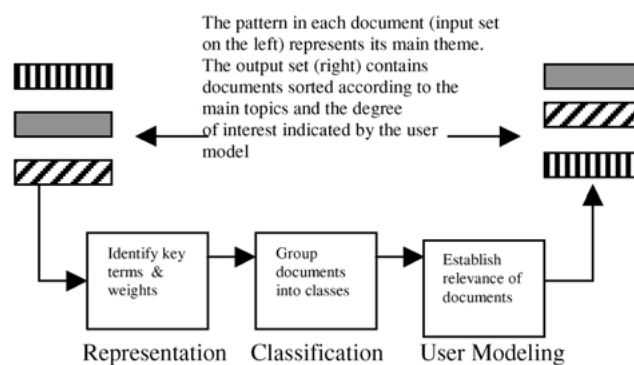 The pattern in each document (input set
on the left) represents its main theme.
The output set (right) contains
documents sorted according to the
main topics and the degree
of interest indicated by the user
model
Identify key
terms &
weights
Group
documents
into classes
Establish
relevance of
documents
Representation
Classification
User Modeling